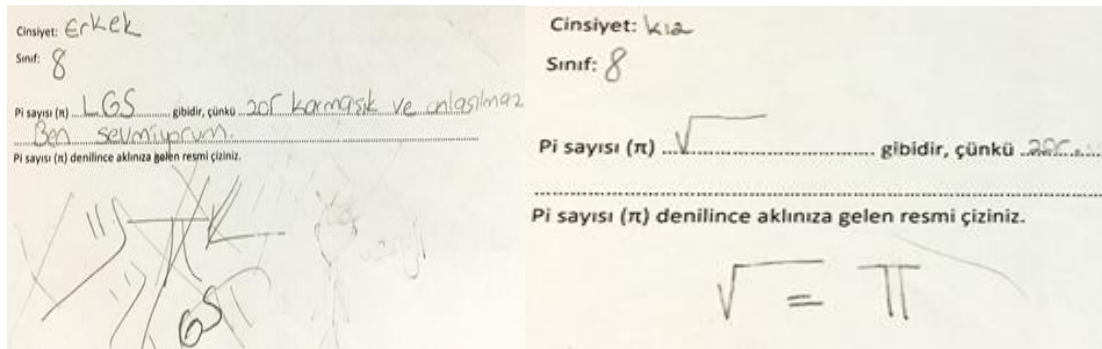 Cinsiyet: Erkek
Sınıf: 8
Pi sayısı (π) ...LGS... gibidir, çünkü ...zor karmaşık ve anlaşılmaz
Ben sevmiyorum.
Pi sayısı (π) denilince aklınıza gelen resmi çiziniz.
π L
GS
Cinsiyet: kız
Sınıf: 8
Pi sayısı (π) ...√... gibidir, çünkü ...zor...
Pi sayısı (π) denilince aklınıza gelen resmi çiziniz.
√ = π